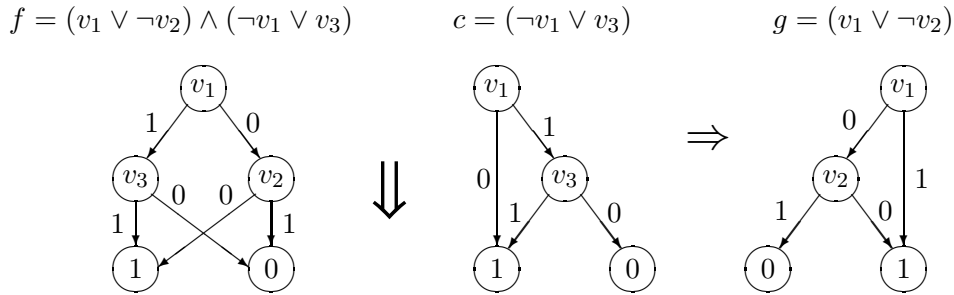 f = (v₁ ∨ ¬v₂) ∧ (¬v₁ ∨ v₃)
c = (¬v₁ ∨ v₃)
g = (v₁ ∨ ¬v₂)
v₁
1
0
v₃
v₂
1
0
0
1
1
0
⇓
v₁
0
1
v₃
1
0
1
0
⇒
v₁
0
1
v₂
1
0
0
1